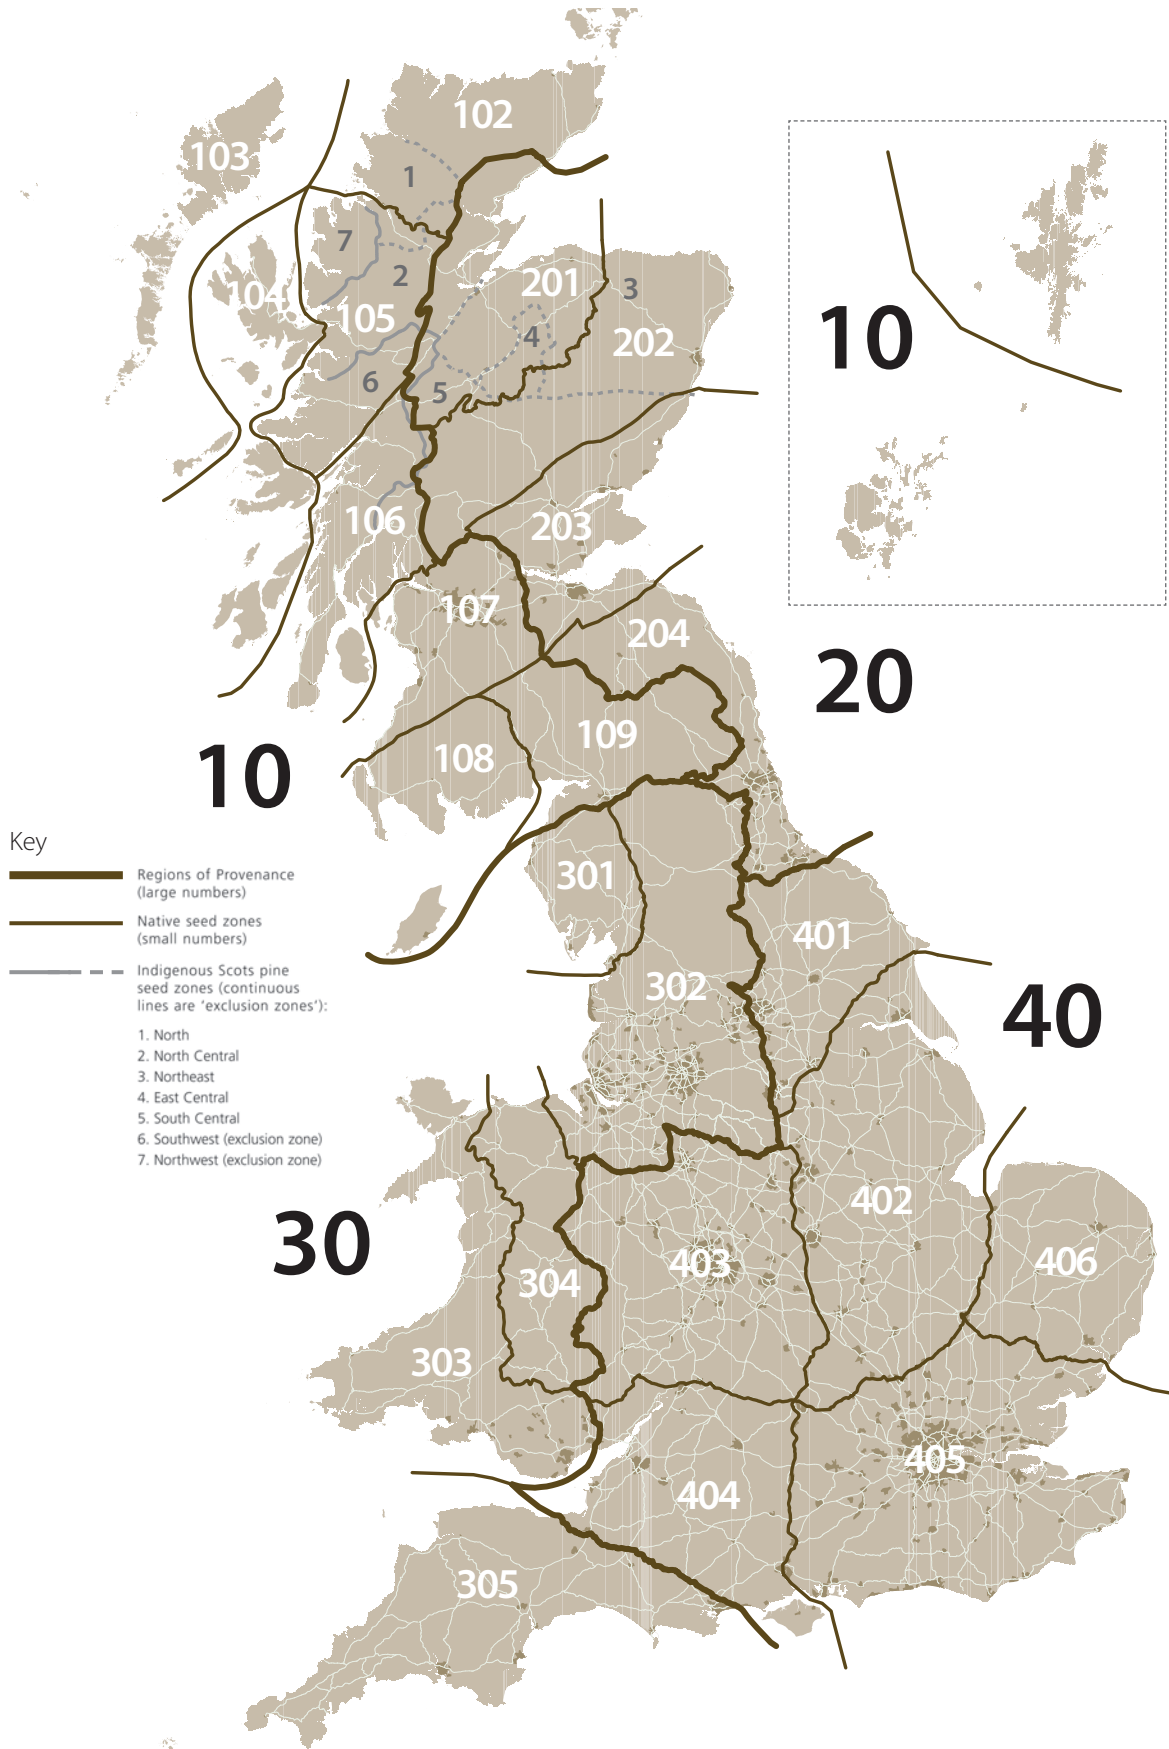 102
103
1
7
2
201
3
104
105
4
202
10
6
5
106
203
107
204
20
109
108
10
Key
Regions of Provenance
(large numbers)
301
Native seed zones
(small numbers)
401
Indigenous Scots pine
seed zones (continuous
lines are ‘exclusion zones’):
302
40
1. North
2. North Central
3. Northeast
4. East Central
5. South Central
6. Southwest (exclusion zone)
7. Northwest (exclusion zone)
402
30
403
406
304
303
405
404
305